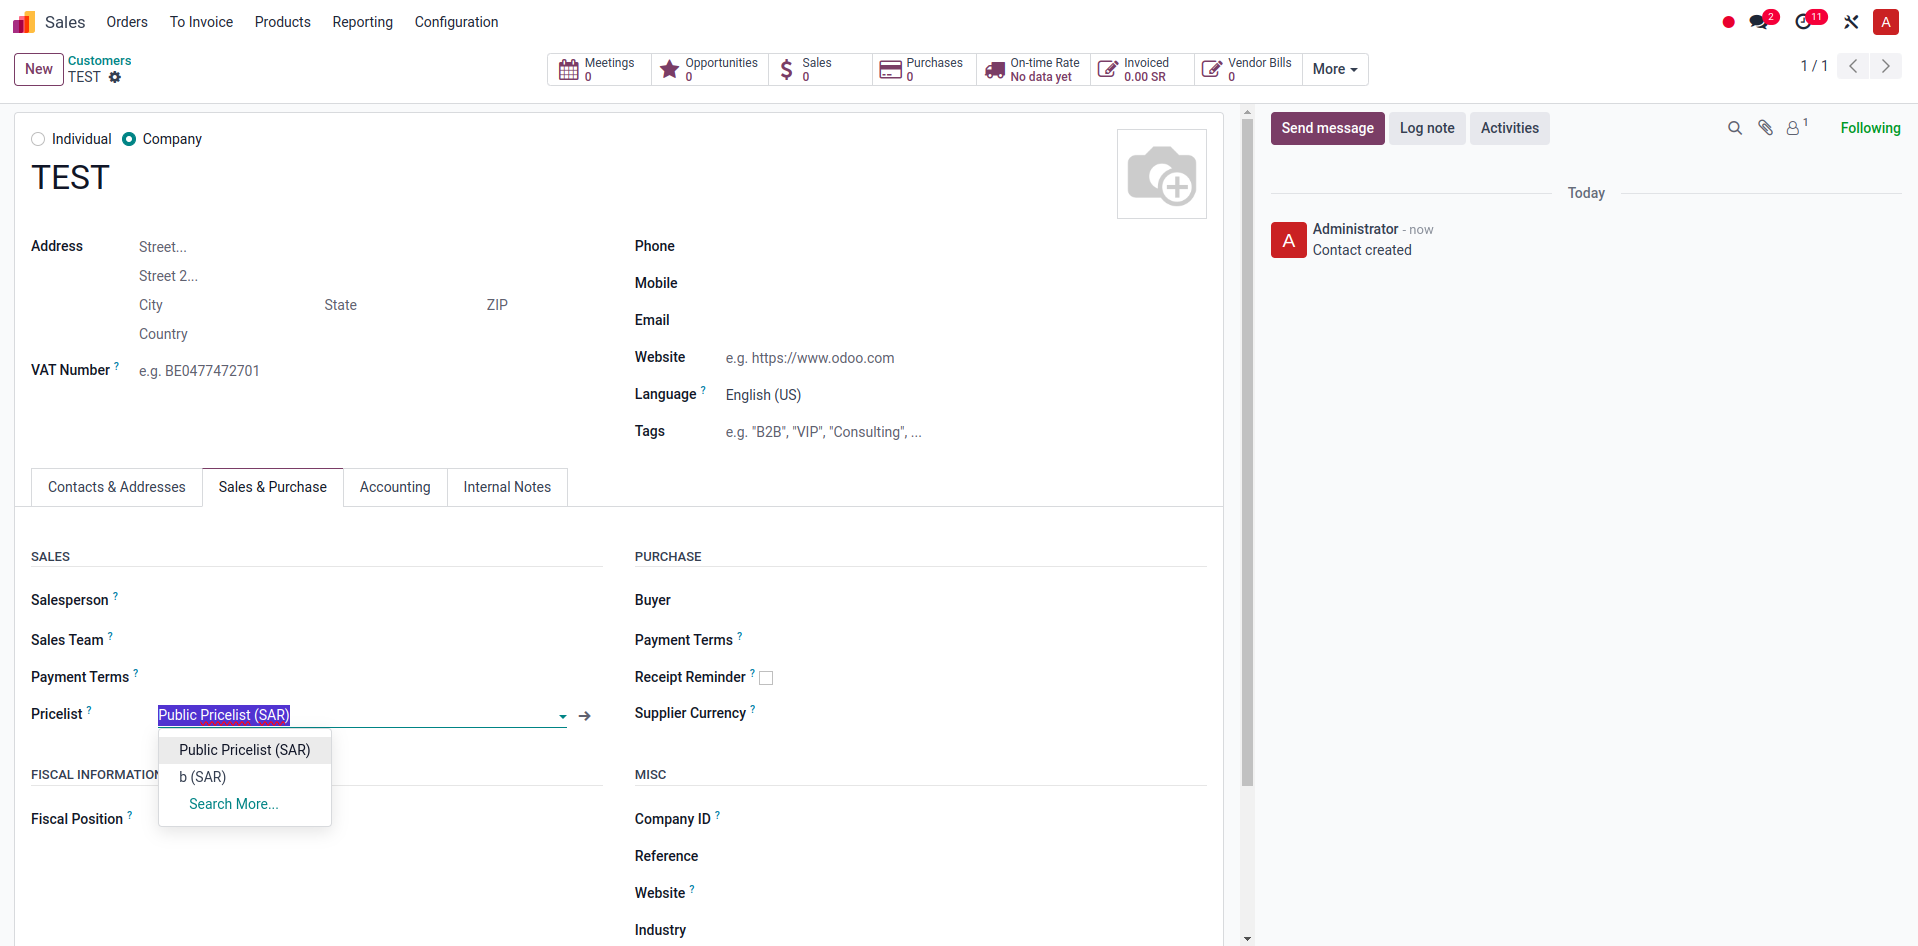 Sales Orders To Invoice Products Reporting Configuration 2 11 A
New Customers
TEST
Meetings 0 Opportunities 0 Sales 0 Purchases 0 On-time Rate No data yet Invoiced 0.00 SR Vendor Bills 0 More
1 / 1
Individual Company
TEST
Address Street...
Street 2...
City State ZIP
Country
VAT Number ? e.g. BE0477472701
Phone
Mobile
Email
Website e.g. https://www.odoo.com
Language ? English (US)
Tags e.g. "B2B", "VIP", "Consulting", ...
Contacts & Addresses Sales & Purchase Accounting Internal Notes
SALES
Salesperson ?
Sales Team ?
Payment Terms ?
Pricelist ? Public Pricelist (SAR)
Public Pricelist (SAR)
b (SAR)
Search More...
FISCAL INFORMATION
Fiscal Position ?
PURCHASE
Buyer
Payment Terms ?
Receipt Reminder ?
Supplier Currency ?
MISC
Company ID ?
Reference
Website ?
Industry
Send message Log note Activities 1 Following
Today
A Administrator - now
Contact created